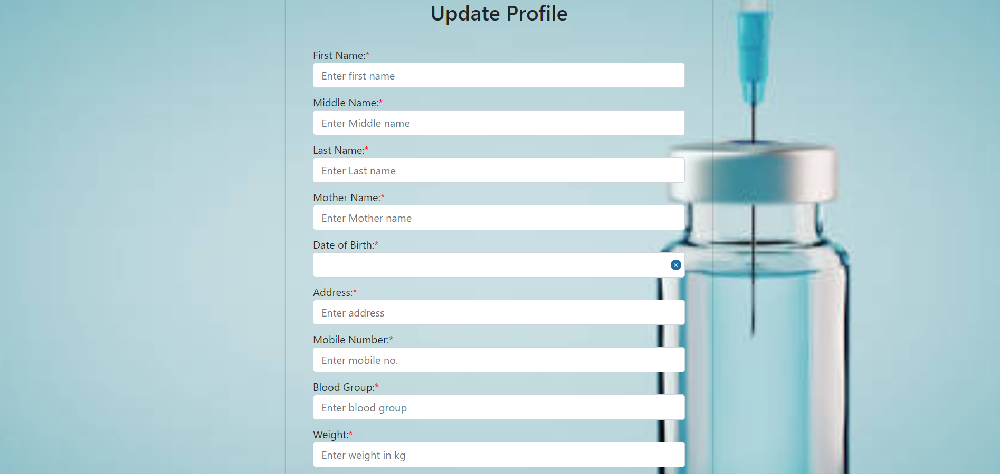 Update Profile
First Name:*
Enter first name
Middle Name:*
Enter Middle name
Last Name:*
Enter Last name
Mother Name:*
Enter Mother name
Date of Birth:*
Address:*
Enter address
Mobile Number:*
Enter mobile no.
Blood Group:*
Enter blood group
Weight:*
Enter weight in kg